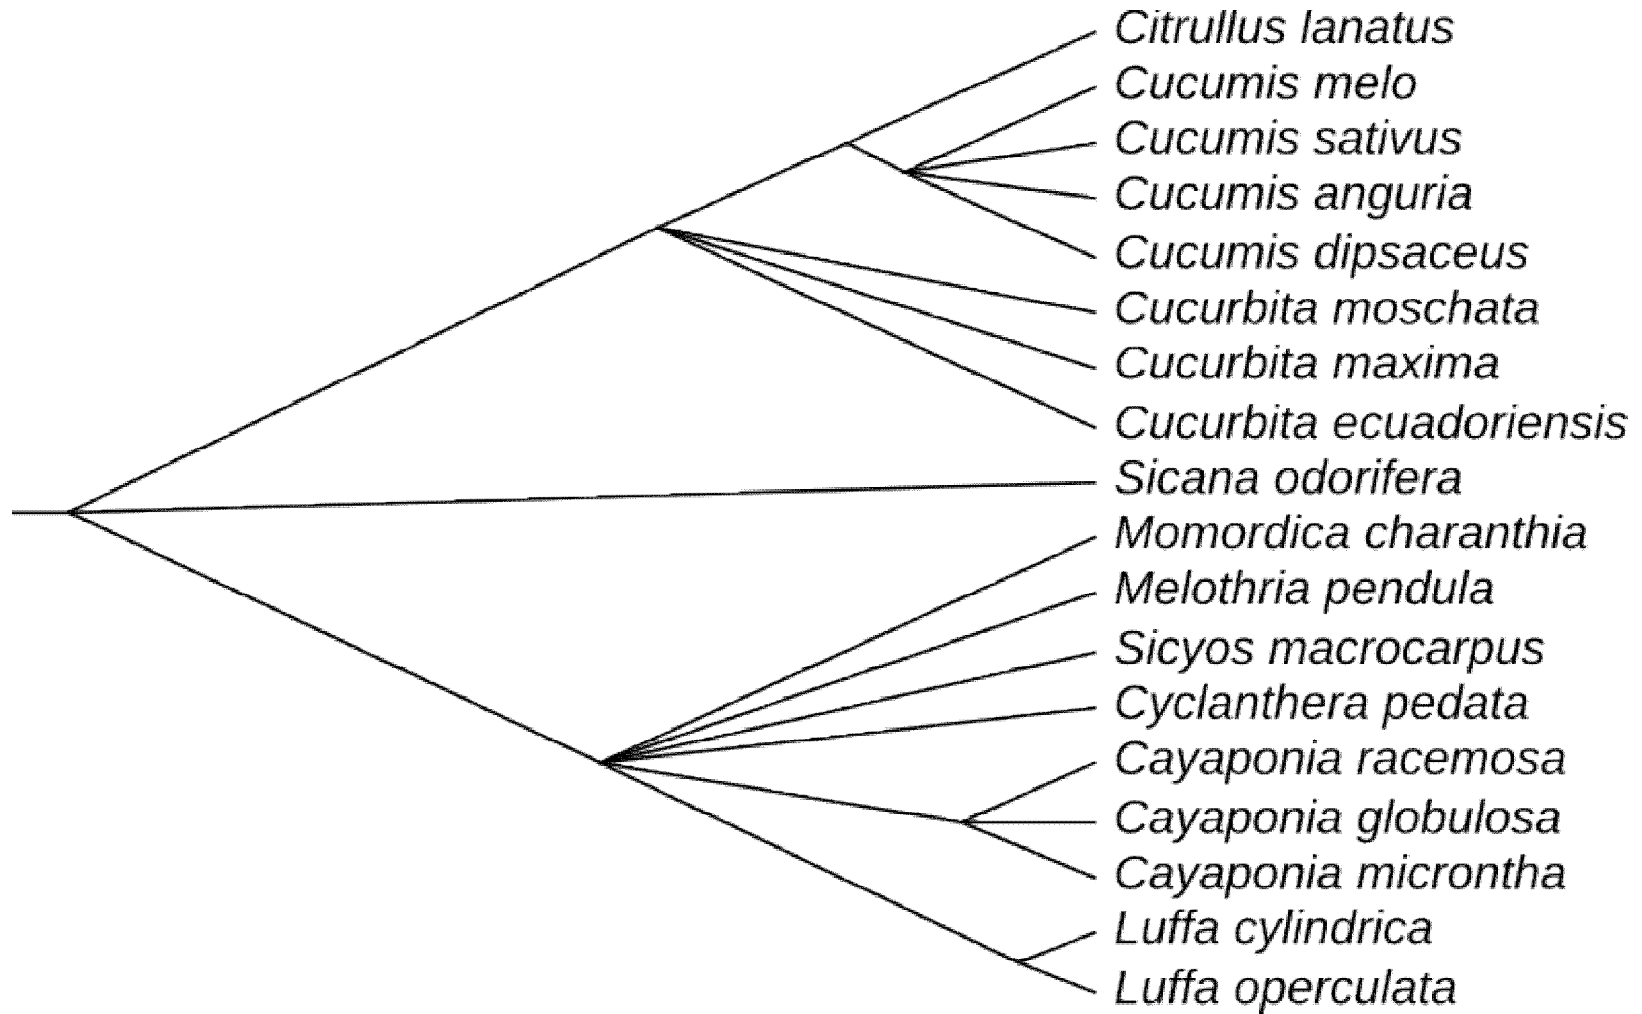 Citrullus lanatus
Cucumis melo
Cucumis sativus
Cucumis anguria
Cucumis dipsaceus
Cucurbita moschata
Cucurbita maxima
Cucurbita ecuadoriensis
Sicana odorifera
Momordica charanthia
Melothria pendula
Sicyos macrocarpus
Cyclanthera pedata
Cayaponia racemosa
Cayaponia globulosa
Cayaponia microntha
Luffa cylindrica
Luffa operculata